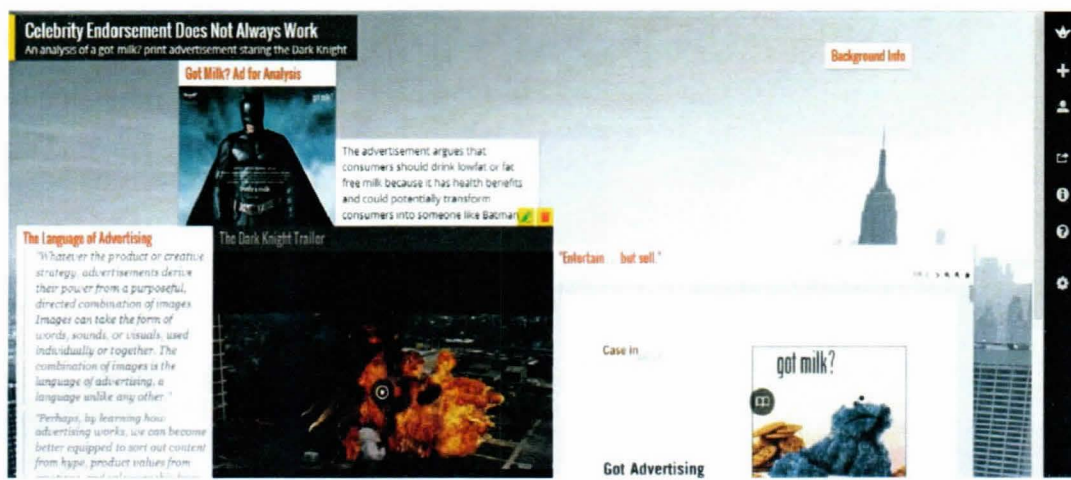 Celebrity Endorsement Does Not Always Work
An analysis of a got milk? print advertisement staring the Dark Knight
Background Info
Got Milk? Ad for Analysis
The advertisement argues that
consumers should drink lowfat or fat
free milk because it has health benefits
and could potentially transform
consumers into someone like Batman
The Language of Advertising
"Whatever the product or creative
strategy, advertisements derive
their power from a purposeful,
directed combination of images
Images can take the form of
words, sounds, or visuals, used
individually or together. The
combination of images is the
language of advertising, a
language unlike any other."
"Perhaps, by learning how
advertising works, we can become
better equipped to sort out content
from hype, product values from
The Dark Knight Trailer
"Entertain... but sell."
Case in
got milk?
Got Advertising